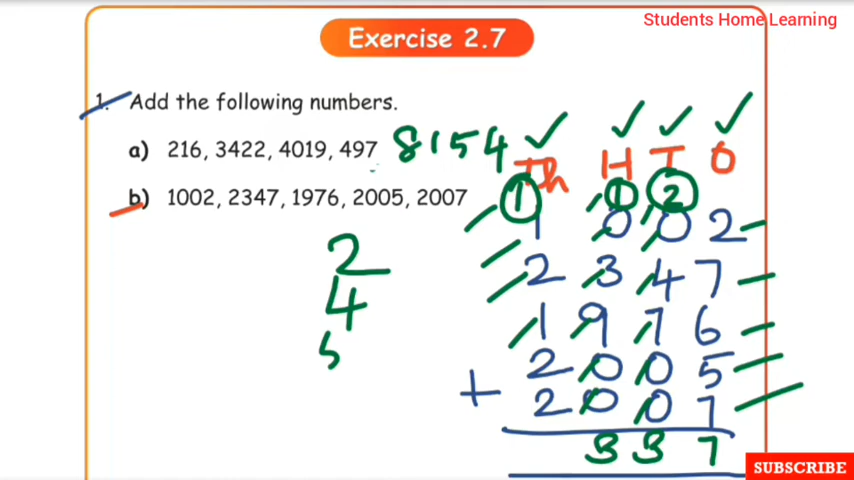 Students Home Learning
Exercise 2.7
1. Add the following numbers.
a) 216, 3422, 4019, 497 8154
b) 1002, 2347, 1976, 2005, 2007
Th H T O
1 1 2
1 0 0 2
2 3 4 7
1 9 7 6
2 0 0 5
+ 2 0 0 7
3 3 7
2
4
5
SUBSCRIBE